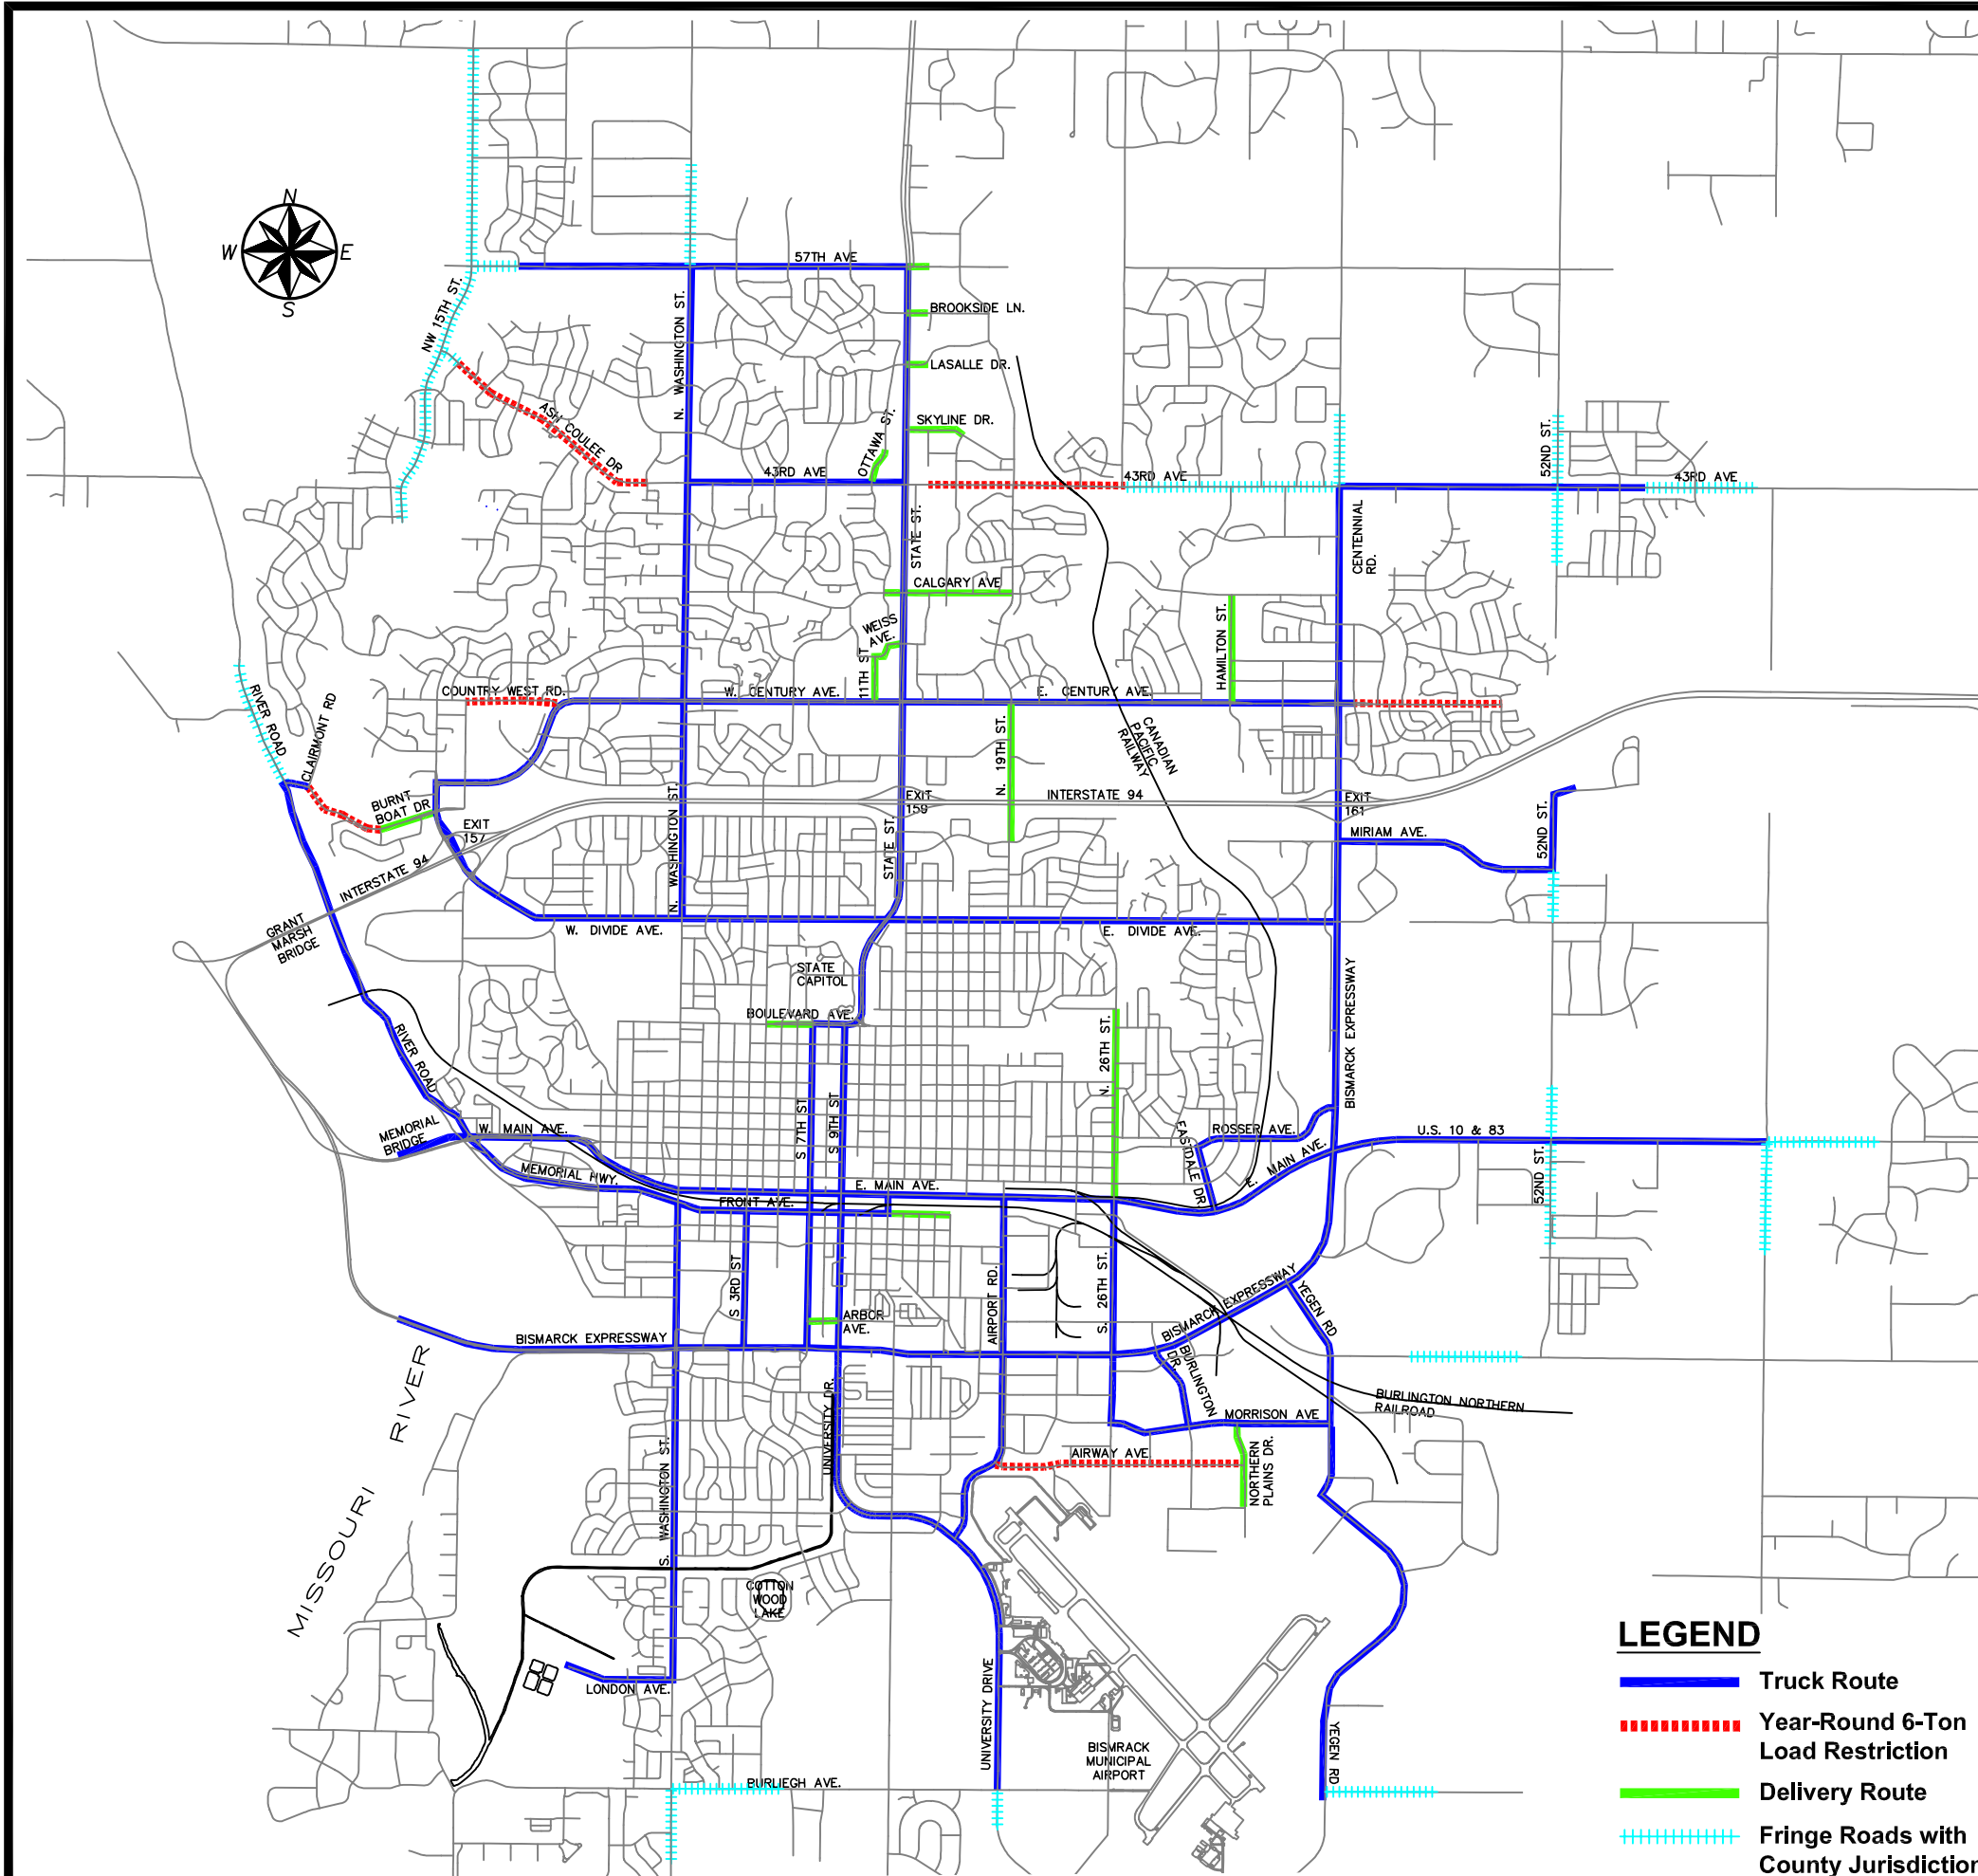 N
W
E
S
57TH AVE
BROOKSIDE LN.
LASALLE DR.
SKYLINE DR.
NW 15TH ST.
N. WASHINGTON ST.
ASH COULEE DR
OTTAWA ST.
43RD AVE
43RD AVE
43RD AVE
52ND ST.
STATE ST.
CENTENNIAL
RD.
CALGARY AVE
WEISS
AVE.
11TH ST
HAMILTON ST.
COUNTRY WEST RD.
W. CENTURY AVE.
E. CENTURY AVE.
RIVER ROAD
CLAIRMONT RD
BURNT
BOAT DR
N. 19TH ST.
CANADIAN
PACIFIC
RAILWAY
EXIT
157
EXIT
159
INTERSTATE 94
EXIT
161
MIRIAM AVE.
52ND ST.
INTERSTATE 94
N. WASHINGTON ST.
STATE ST.
GRANT
MARSH
BRIDGE
W. DIVIDE AVE.
E. DIVIDE AVE.
STATE
CAPITOL
BISMARCK EXPRESSWAY
BOULEVARD AVE.
N. 26TH ST.
RIVER ROAD
S 7TH ST
S 9TH ST
MEMORIAL
BRIDGE
W. MAIN AVE.
EASTDALE DR.
ROSSER AVE.
U.S. 10 & 83
E. MAIN AVE.
52ND ST.
MEMORIAL HWY.
E. MAIN AVE.
FRONT AVE.
S 3RD ST
AIRPORT RD.
S. 26TH ST.
BISMARCK EXPRESSWAY
YEGEN RD
ARBOR
AVE.
BISMARCK EXPRESSWAY
BURLINGTON
DR.
MISSOURI RIVER
UNIVERSITY DR.
BURLINGTON NORTHERN
RAILROAD
MORRISON AVE
AIRWAY AVE
NORTHERN
PLAINS DR.
S. WASHINGTON ST.
COTTON
WOOD
LAKE
LONDON AVE.
UNIVERSITY DRIVE
BISMRACK
MUNICIPAL
AIRPORT
YEGEN RD
BURLIEGH AVE.
LEGEND
Truck Route
Year-Round 6-Ton
Load Restriction
Delivery Route
Fringe Roads with
County Jurisdiction